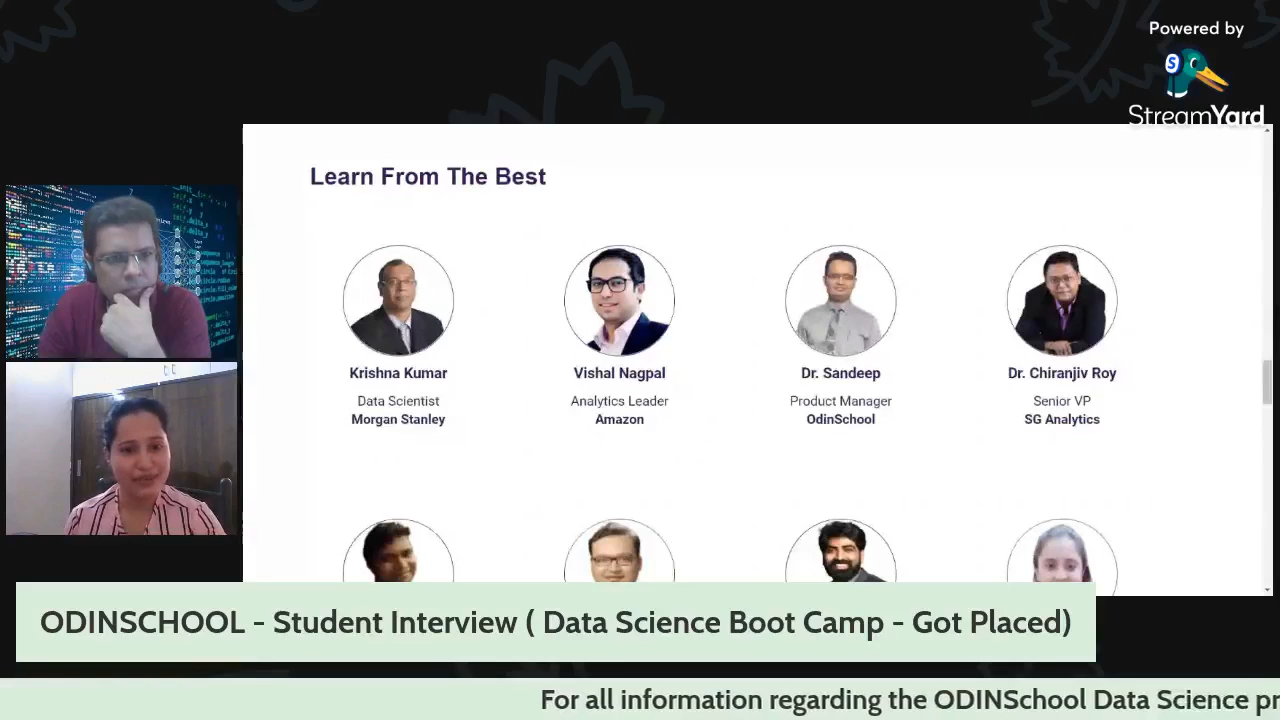 Powered by
StreamYard
Learn From The Best
Krishna Kumar
Data Scientist
Morgan Stanley
Vishal Nagpal
Analytics Leader
Amazon
Dr. Sandeep
Product Manager
OdinSchool
Dr. Chiranjiv Roy
Senior VP
SG Analytics
ODINSCHOOL - Student Interview ( Data Science Boot Camp - Got Placed)
For all information regarding the ODINSchool Data Science pr